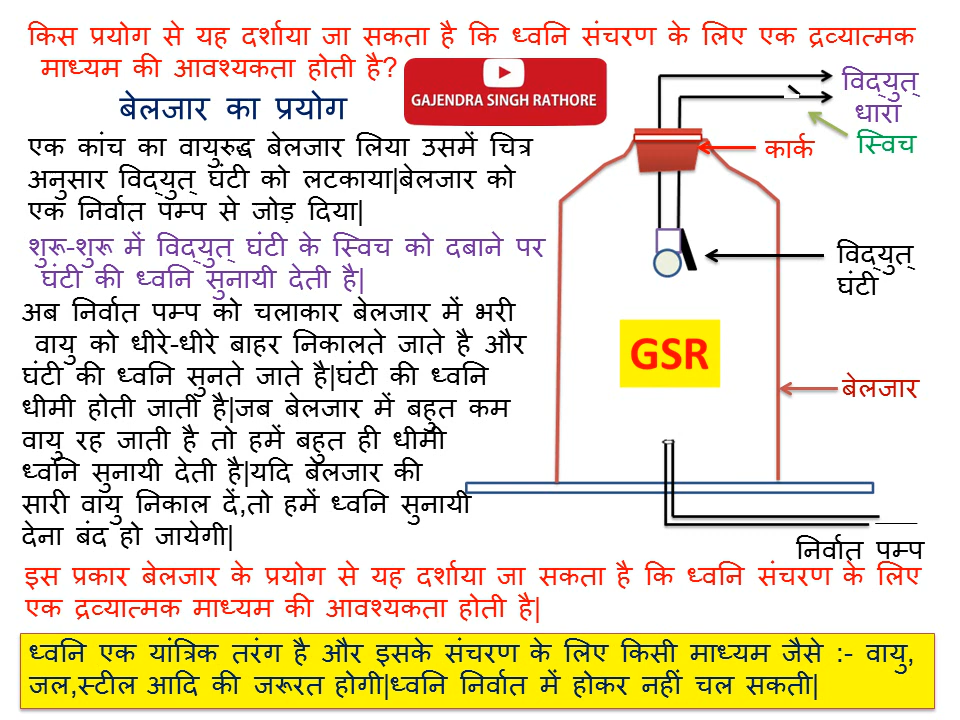 किस प्रयोग से यह दर्शाया जा सकता है कि ध्वनि संचरण के लिए एक द्रव्यात्मक
माध्यम की आवश्यकता होती है?
GAJENDRA SINGH RATHORE
बेलजार का प्रयोग
एक कांच का वायुरुद्ध बेलजार लिया उसमें चित्र
अनुसार विद्युत् घंटी को लटकाया|बेलजार को
एक निर्वात पम्प से जोड़ दिया|
शुरू-शुरू में विद्युत् घंटी के स्विच को दबाने पर
घंटी की ध्वनि सुनायी देती है|
अब निर्वात पम्प को चलाकार बेलजार में भरी
वायु को धीरे-धीरे बाहर निकालते जाते है और
घंटी की ध्वनि सुनते जाते है|घंटी की ध्वनि
धीमी होती जाती है|जब बेलजार में बहुत कम
वायु रह जाती है तो हमें बहुत ही धीमी
ध्वनि सुनायी देती है|यदि बेलजार की
सारी वायु निकाल दें,तो हमें ध्वनि सुनायी
देना बंद हो जायेगी|
विद्युत्
धारा
स्विच
कार्क
विद्युत्
घंटी
GSR
बेलजार
निर्वात पम्प
इस प्रकार बेलजार के प्रयोग से यह दर्शाया जा सकता है कि ध्वनि संचरण के लिए
एक द्रव्यात्मक माध्यम की आवश्यकता होती है|
ध्वनि एक यांत्रिक तरंग है और इसके संचरण के लिए किसी माध्यम जैसे :- वायु,
जल,स्टील आदि की जरूरत होगी|ध्वनि निर्वात में होकर नहीं चल सकती|